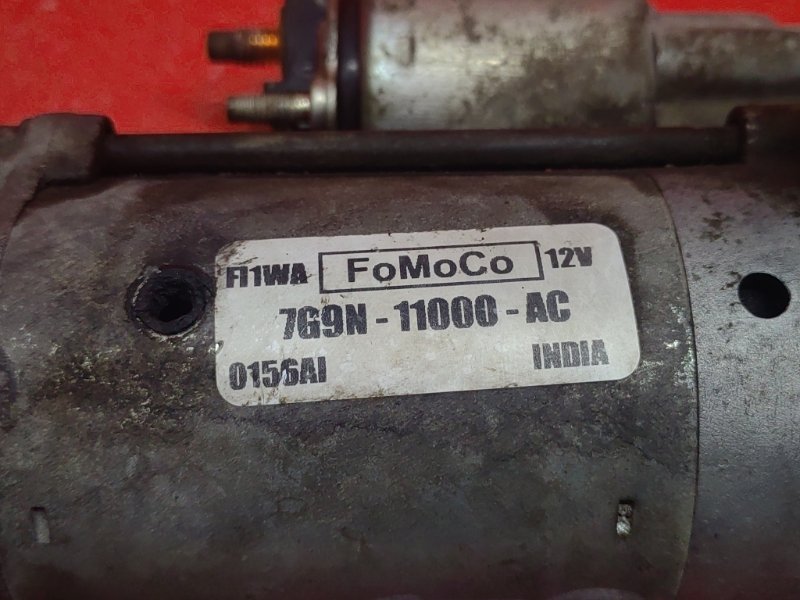 FI1WA FoMoCo 12V
7G9N - 11000 - AC
0156AI INDIA